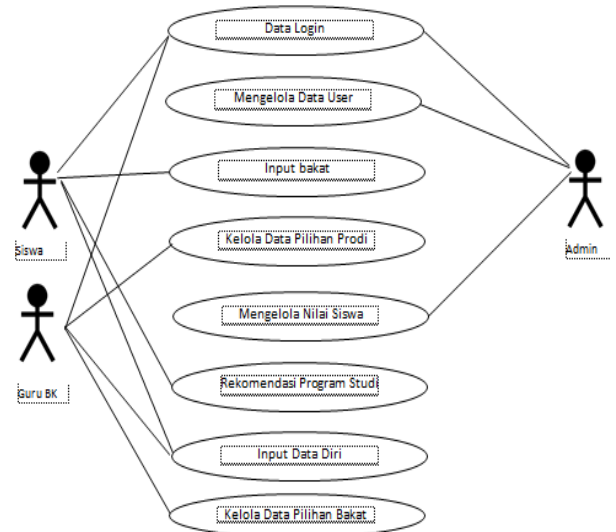 Data Login
Mengelola Data User
Input bakat
Siswa
Admin
Kelola Data Pilihan Prodi
Mengelola Nilai Siswa
Guru BK
Rekomendasi Program Studi
Input Data Diri
Kelola Data Pilihan Bakat